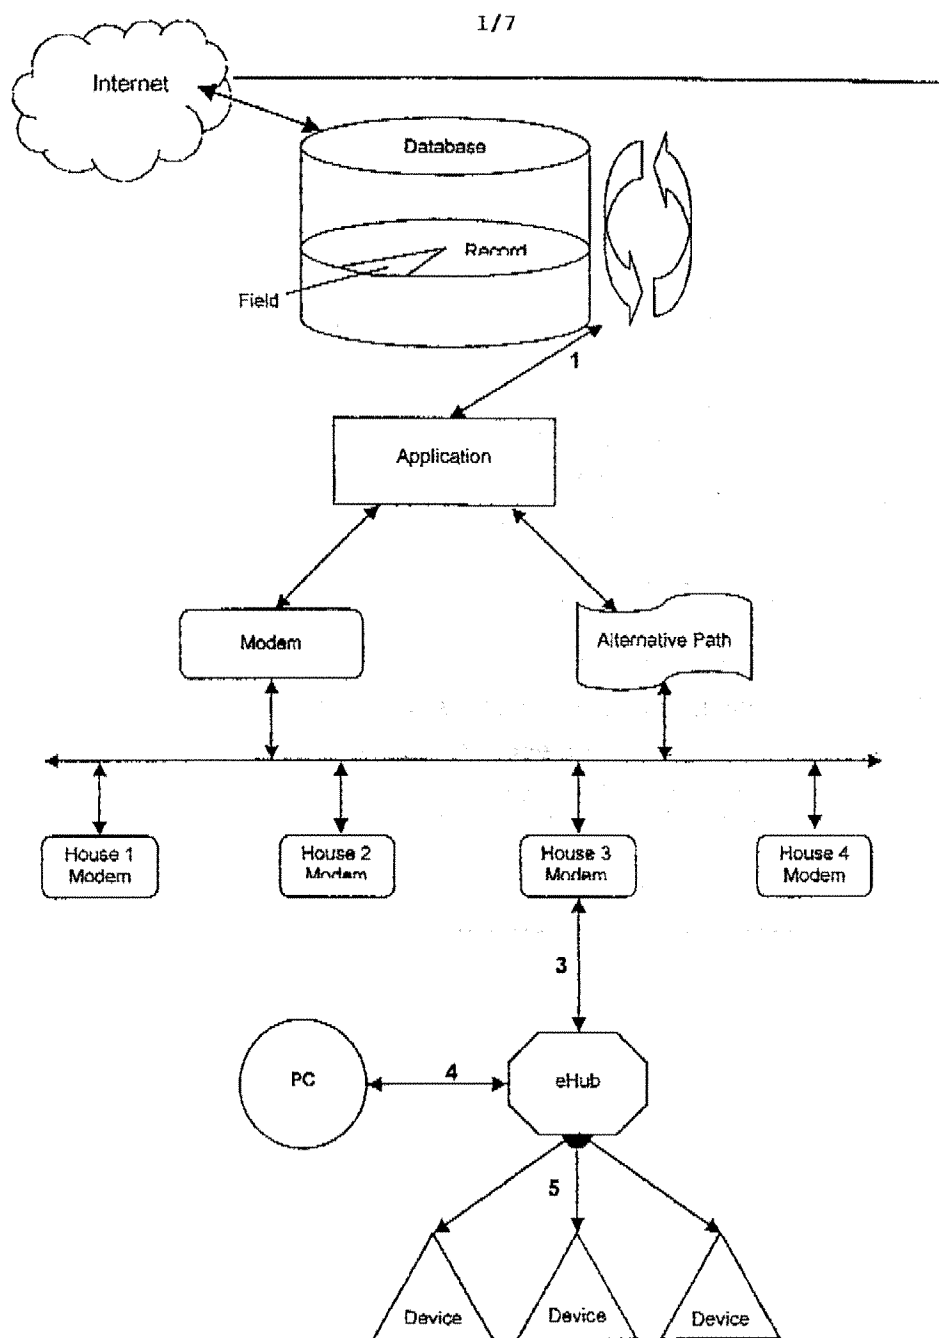 1/7
Internet
Database
Record
Field
1
Application
Modem
Alternative Path
House 1
Modem
House 2
Modem
House 3
Modem
House 4
Modem
3
PC
4
eHub
5
Device
Device
Device